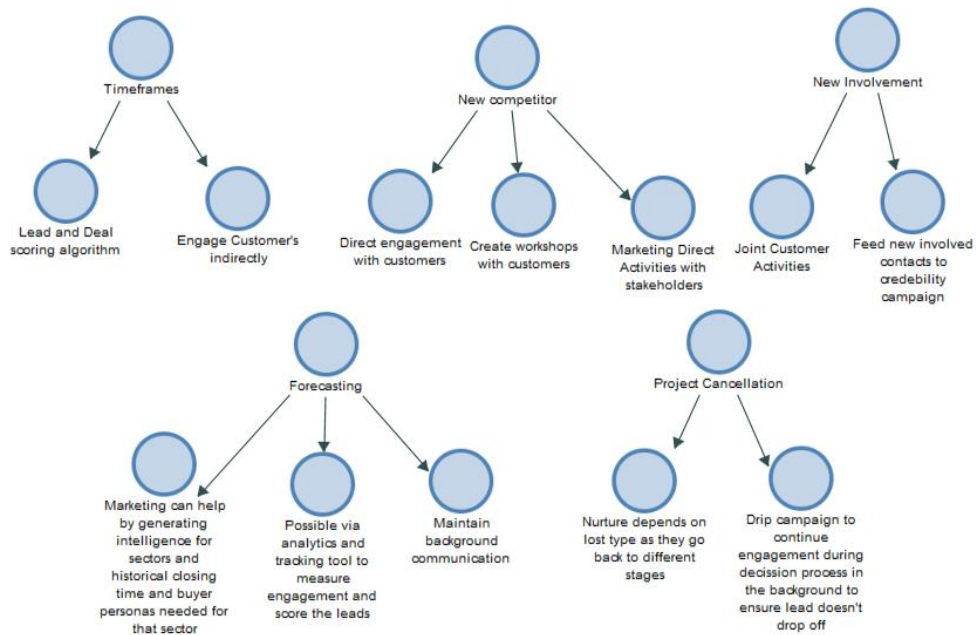 Timeframes
Lead and Deal
scoring algorithm
Engage Customer's
indirectly
New competitor
Direct engagement
with customers
Create workshops
with customers
Marketing Direct
Activities with
stakeholders
New Involvement
Joint Customer
Activities
Feed new involved
contacts to
credebility
campaign
Forecasting
Marketing can help
by generating
intelligence for
sectors and
historical closing
time and buyer
personas needed for
that sector
Possible via
analytics and
tracking tool to
measure
engagement and
score the leads
Maintain
background
communication
Project Cancellation
Nurture depends on
lost type as they go
back to different
stages
Drip campaign to
continue
engagement during
decission process in
the background to
ensure lead doesn't
drop off